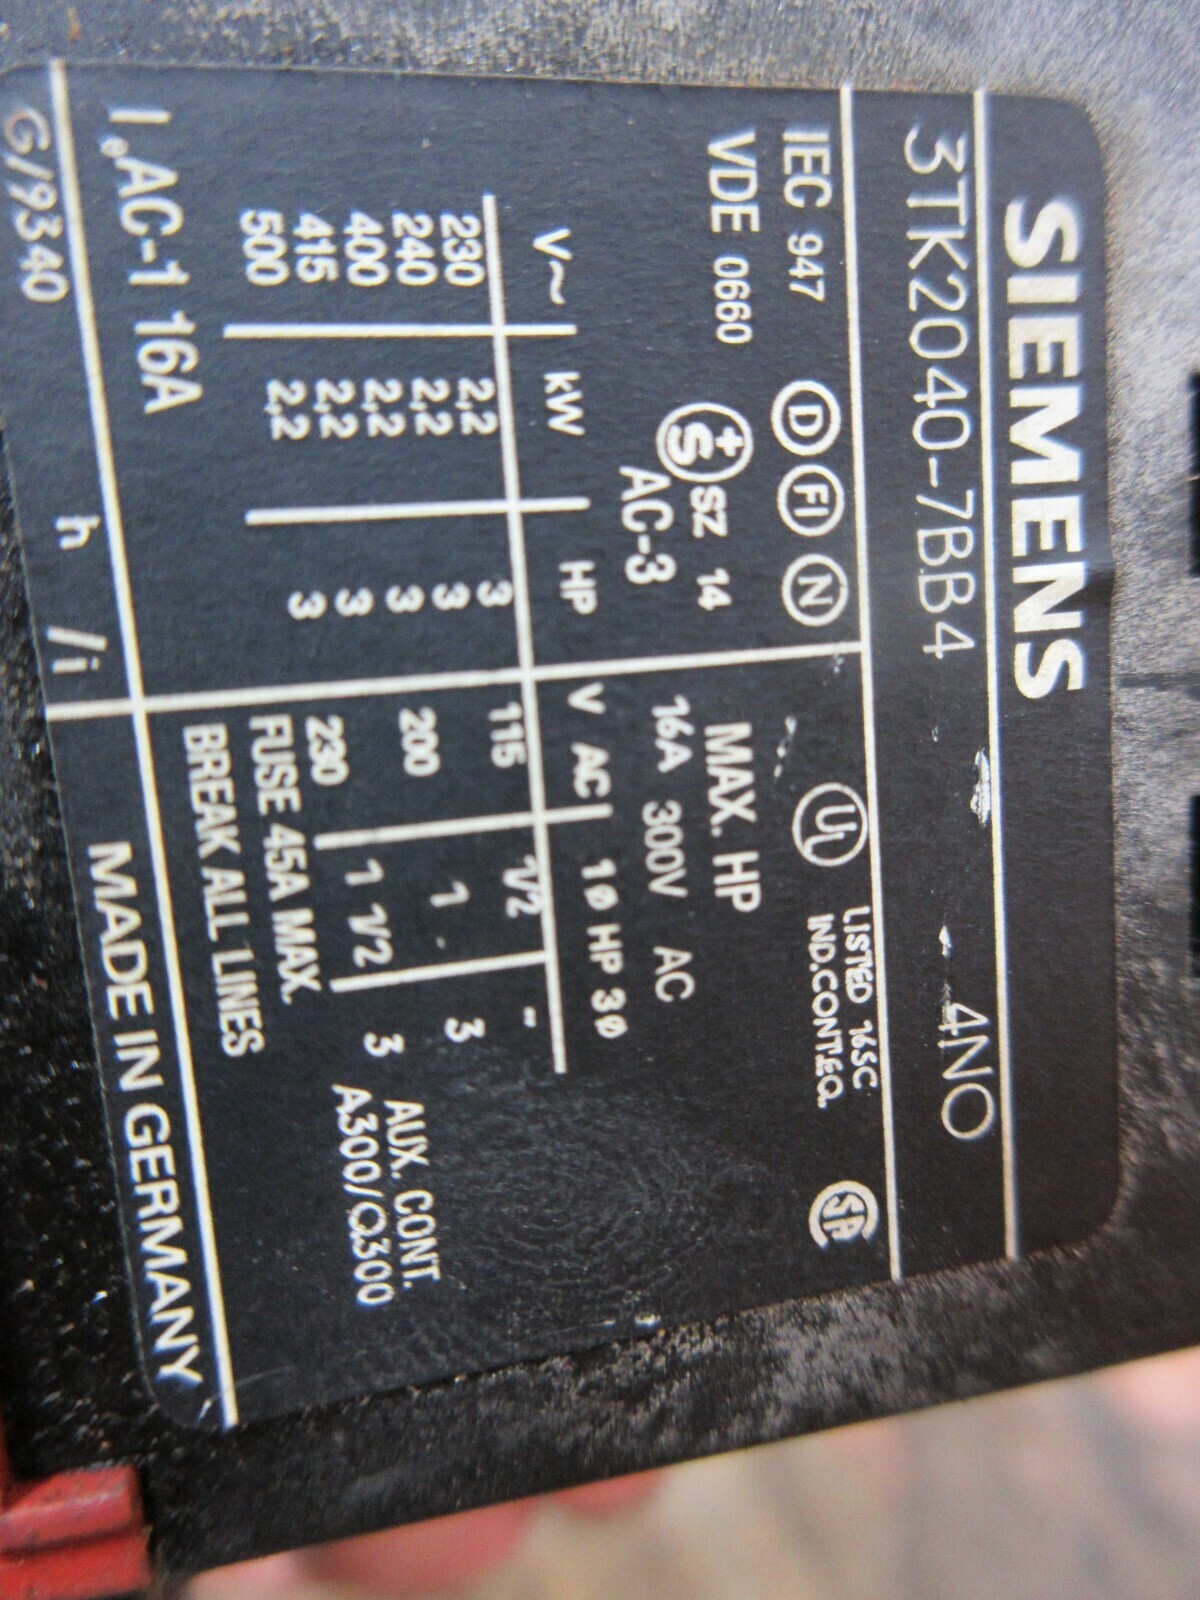 SIEMENS
3TK2040-7BB4 4NO
IEC 947 D FI N
VDE 0660 +S SZ 14
AC-3
V~ kW HP
230 2,2 3
240 2,2 3
400 2,2 3
415 2,2 3
500 2,2 3
Ie,AC-1 16A
UL LISTED 16SC
IND.CONT.EQ.
SA
MAX. HP
16A 300V AC
V AC 1Ø HP 3Ø
115 1/2 -
200 1 3
230 1 1/2 3
FUSE 45A MAX.
BREAK ALL LINES
AUX. CONT.
A300/Q300
G/9340 h /i MADE IN GERMANY